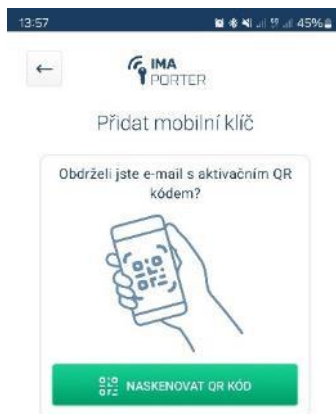 13:57
45%
IMA
PORTER
Přidat mobilní klíč
Obdrželi jste e-mail s aktivačním QR
kódem?
NASKENOVAT QR KÓD